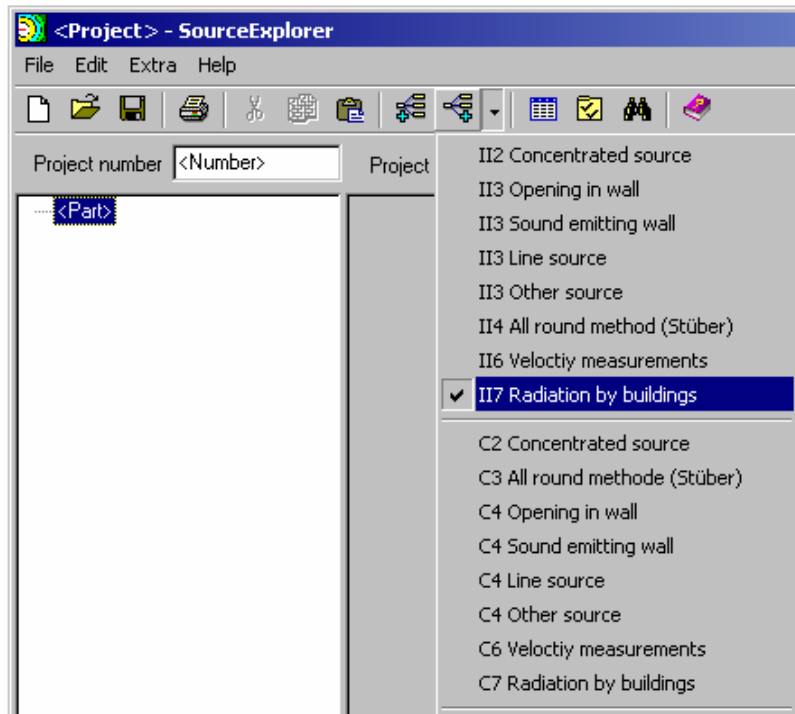 <Project> - SourceExplorer
File Edit Extra Help
Project number <Number> Project
<Part>
II2 Concentrated source
II3 Opening in wall
II3 Sound emitting wall
II3 Line source
II3 Other source
II4 All round method (Stüber)
II6 Veloctiy measurements
II7 Radiation by buildings
C2 Concentrated source
C3 All round methode (Stüber)
C4 Opening in wall
C4 Sound emitting wall
C4 Line source
C4 Other source
C6 Veloctiy measurements
C7 Radiation by buildings